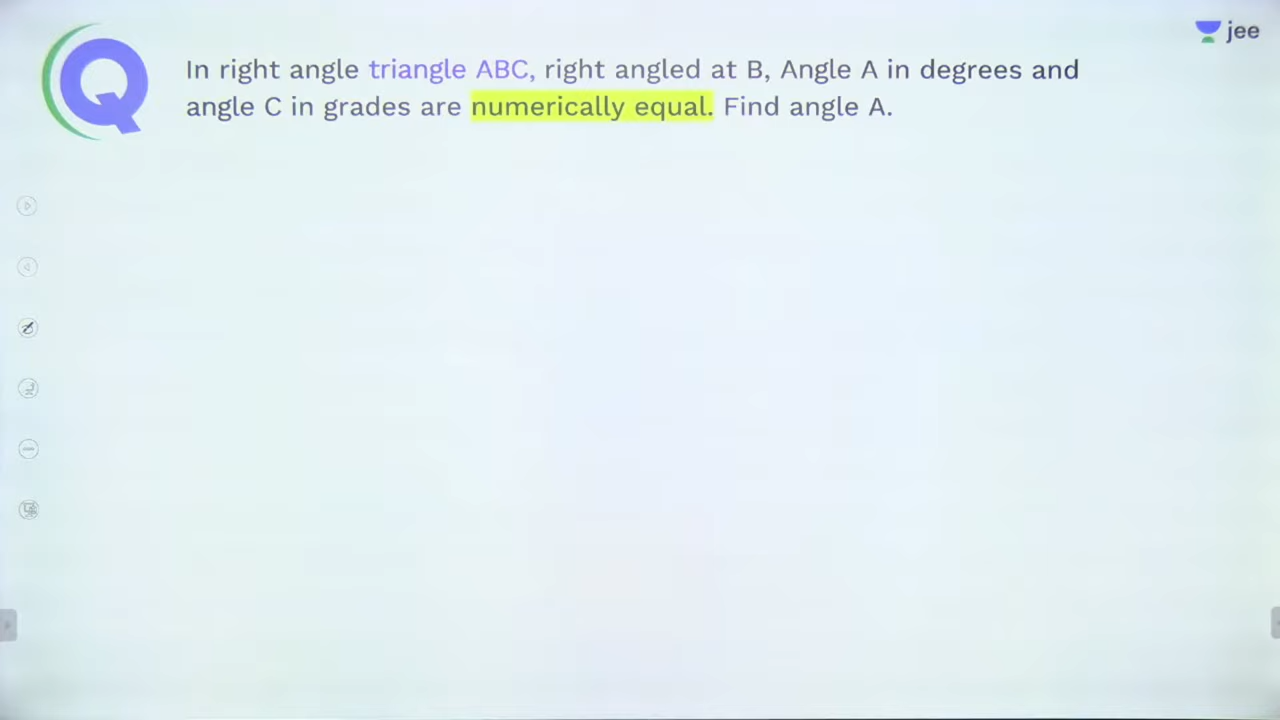 Q
jee
In right angle triangle ABC, right angled at B, Angle A in degrees and
angle C in grades are numerically equal. Find angle A.